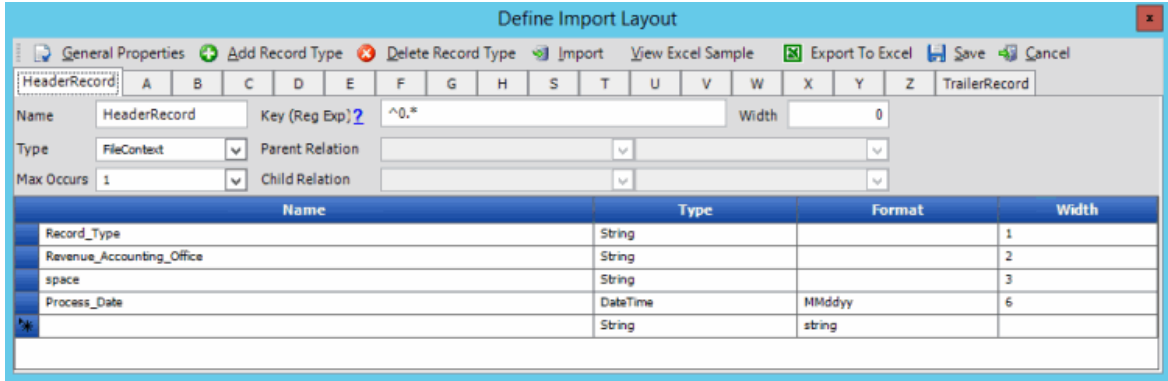 Define Import Layout
x
General Properties Add Record Type Delete Record Type Import View Excel Sample Export To Excel Save Cancel
HeaderRecord A B C D E F G H S T U V W X Y Z TrailerRecord
Name HeaderRecord Key (Reg Exp)? ^0.* Width 0
Type FileContext Parent Relation
Max Occurs 1 Child Relation
Name Type Format Width
Record_Type String 1
Revenue_Accounting_Office String 2
space String 3
Process_Date DateTime MMddyy 6
String string